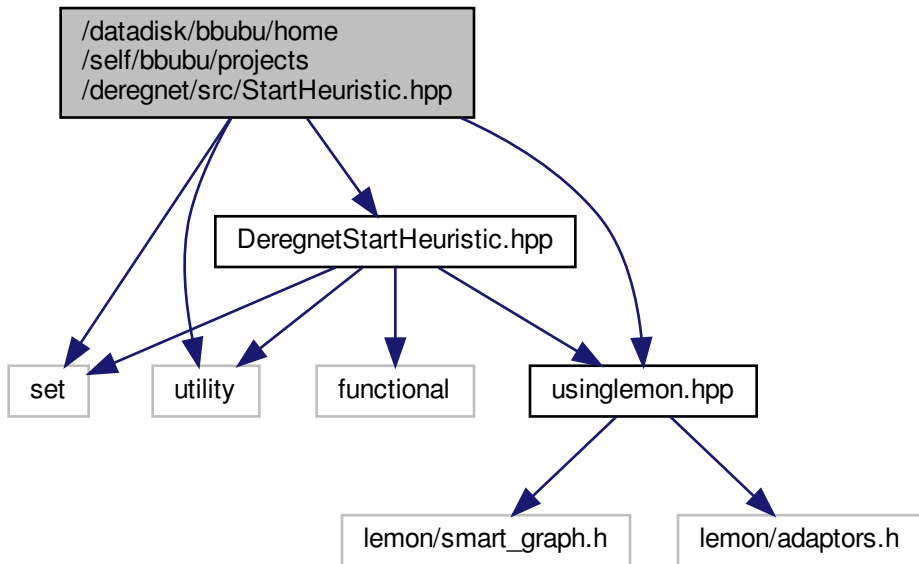 /datadisk/bbubu/home
/self/bbubu/projects
/deregnet/src/StartHeuristic.hpp
DeregnetStartHeuristic.hpp
set
utility
functional
usinglemon.hpp
lemon/smart_graph.h
lemon/adaptors.h